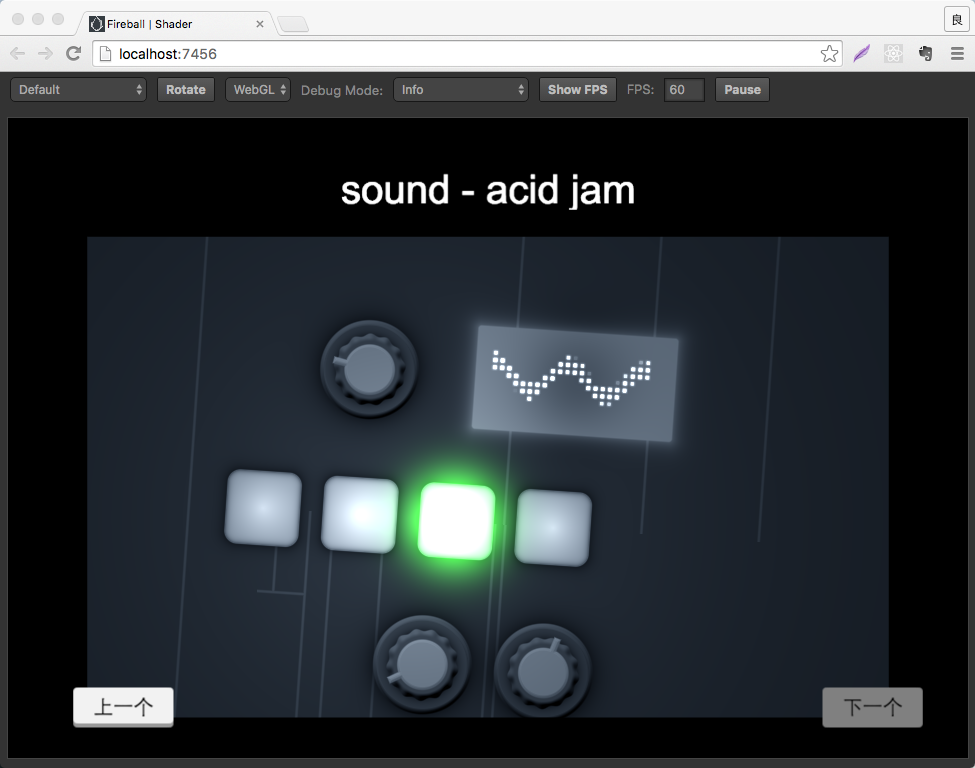 Fireball | Shader
良
localhost:7456
Default Rotate WebGL Debug Mode: Info Show FPS FPS: 60 Pause
sound - acid jam
上一个 下一个